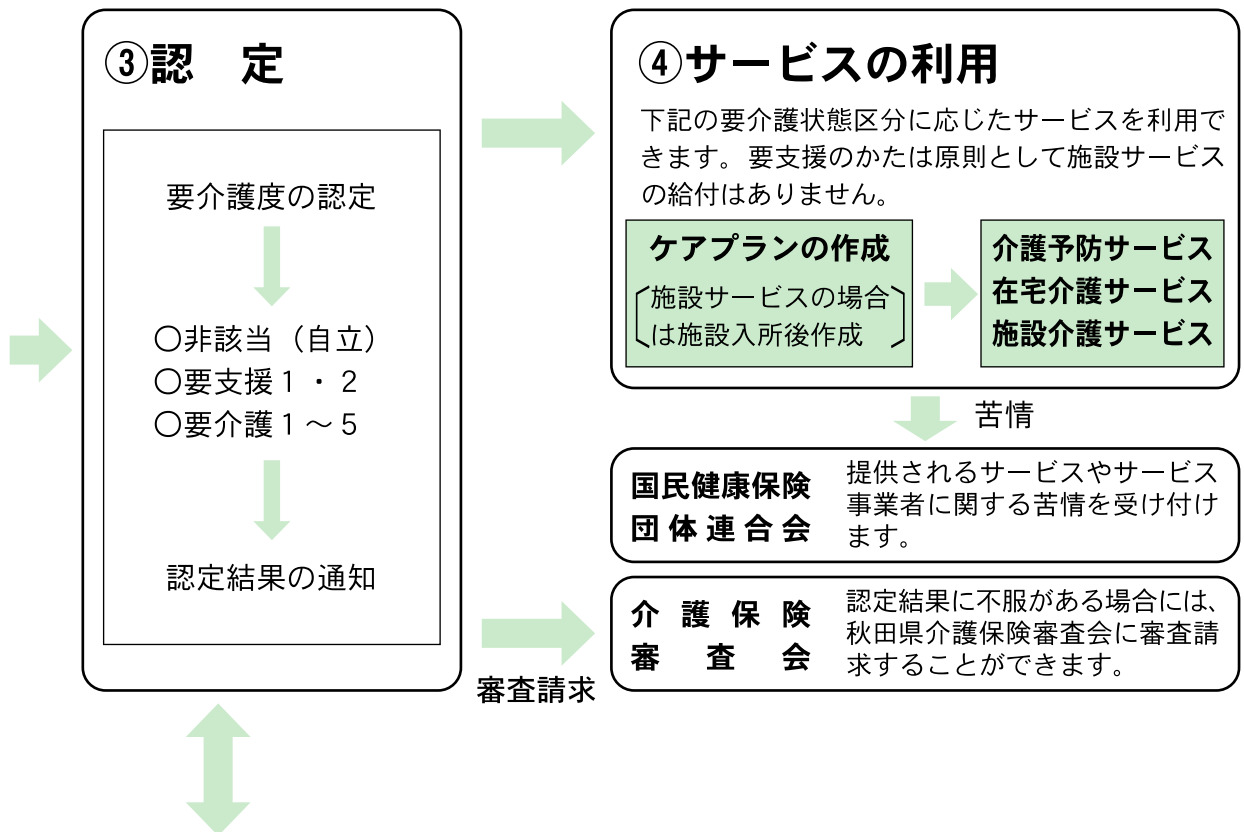 ③認　定
要介護度の認定
○非該当（自立）
○要支援１・２
○要介護１～５
認定結果の通知
④サービスの利用
下記の要介護状態区分に応じたサービスを利用で
きます。要支援のかたは原則として施設サービス
の給付はありません。
ケアプランの作成
〔施設サービスの場合
は施設入所後作成〕
介護予防サービス
在宅介護サービス
施設介護サービス
苦情
国民健康保険
団体連合会
提供されるサービスやサービス
事業者に関する苦情を受け付け
ます。
審査請求
介護保険
審査会
認定結果に不服がある場合には、
秋田県介護保険審査会に審査請
求することができます。